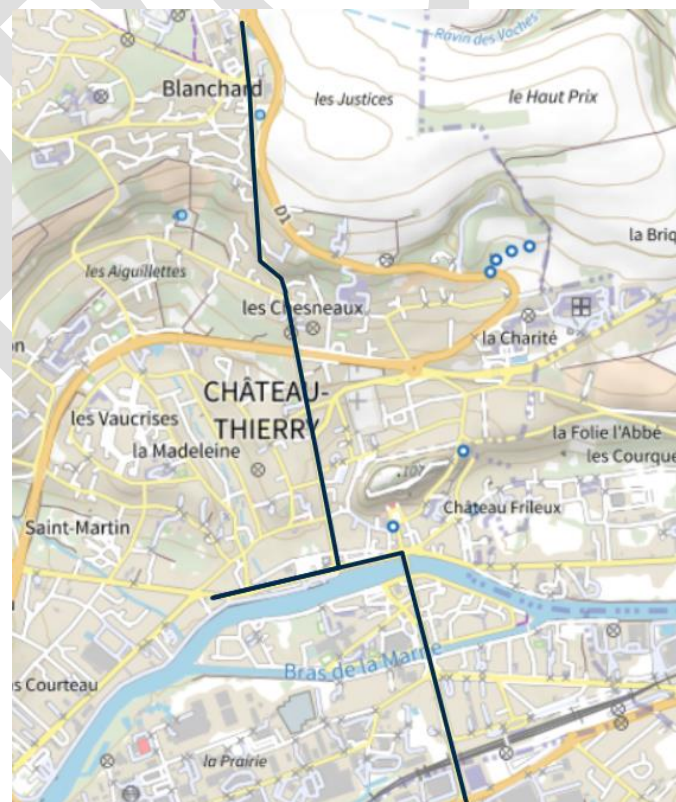 Ravin des Vaches
Blanchard
les Justices
le Haut Prix
D1
la Briq
les Aiguillettes
les Chesneaux
la Charité
on
CHÂTEAU-
THIERRY
les Vaucrises
la Folie l'Abbé
la Madeleine
les Courque
107
Château Frileux
Saint-Martin
Bras de la Marne
s Courteau
la Prairie